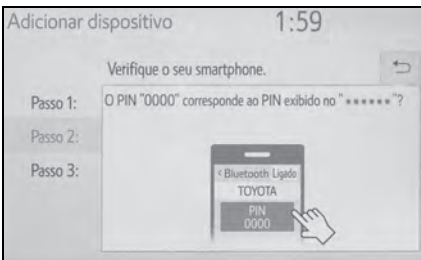 Adicionar dispositivo 1:59
Verifique o seu smartphone.
Passo 1:
O PIN "0000" corresponde ao PIN exibido no "******"?
Passo 2:
Passo 3:
< Bluetooth Ligado
TOYOTA
PIN
0000